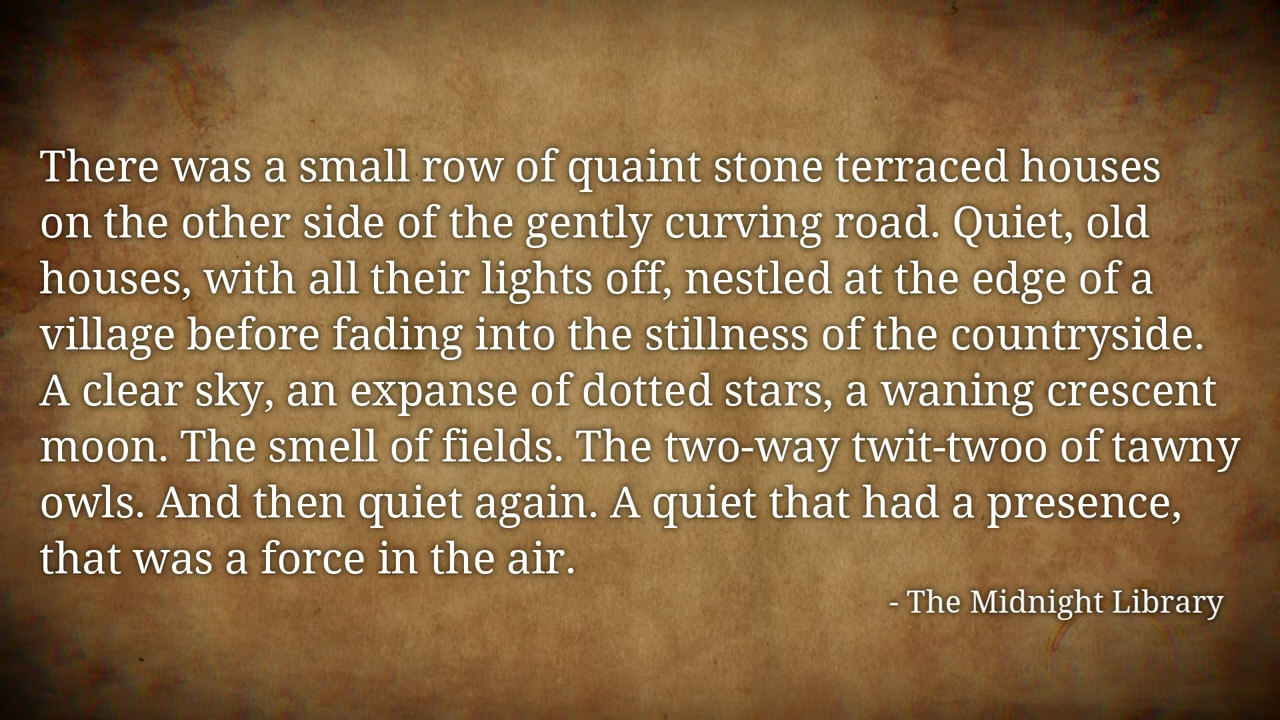 There was a small row of quaint stone terraced houses
on the other side of the gently curving road. Quiet, old
houses, with all their lights off, nestled at the edge of a
village before fading into the stillness of the countryside.
A clear sky, an expanse of dotted stars, a waning crescent
moon. The smell of fields. The two-way twit-twoo of tawny
owls. And then quiet again. A quiet that had a presence,
that was a force in the air.
- The Midnight Library